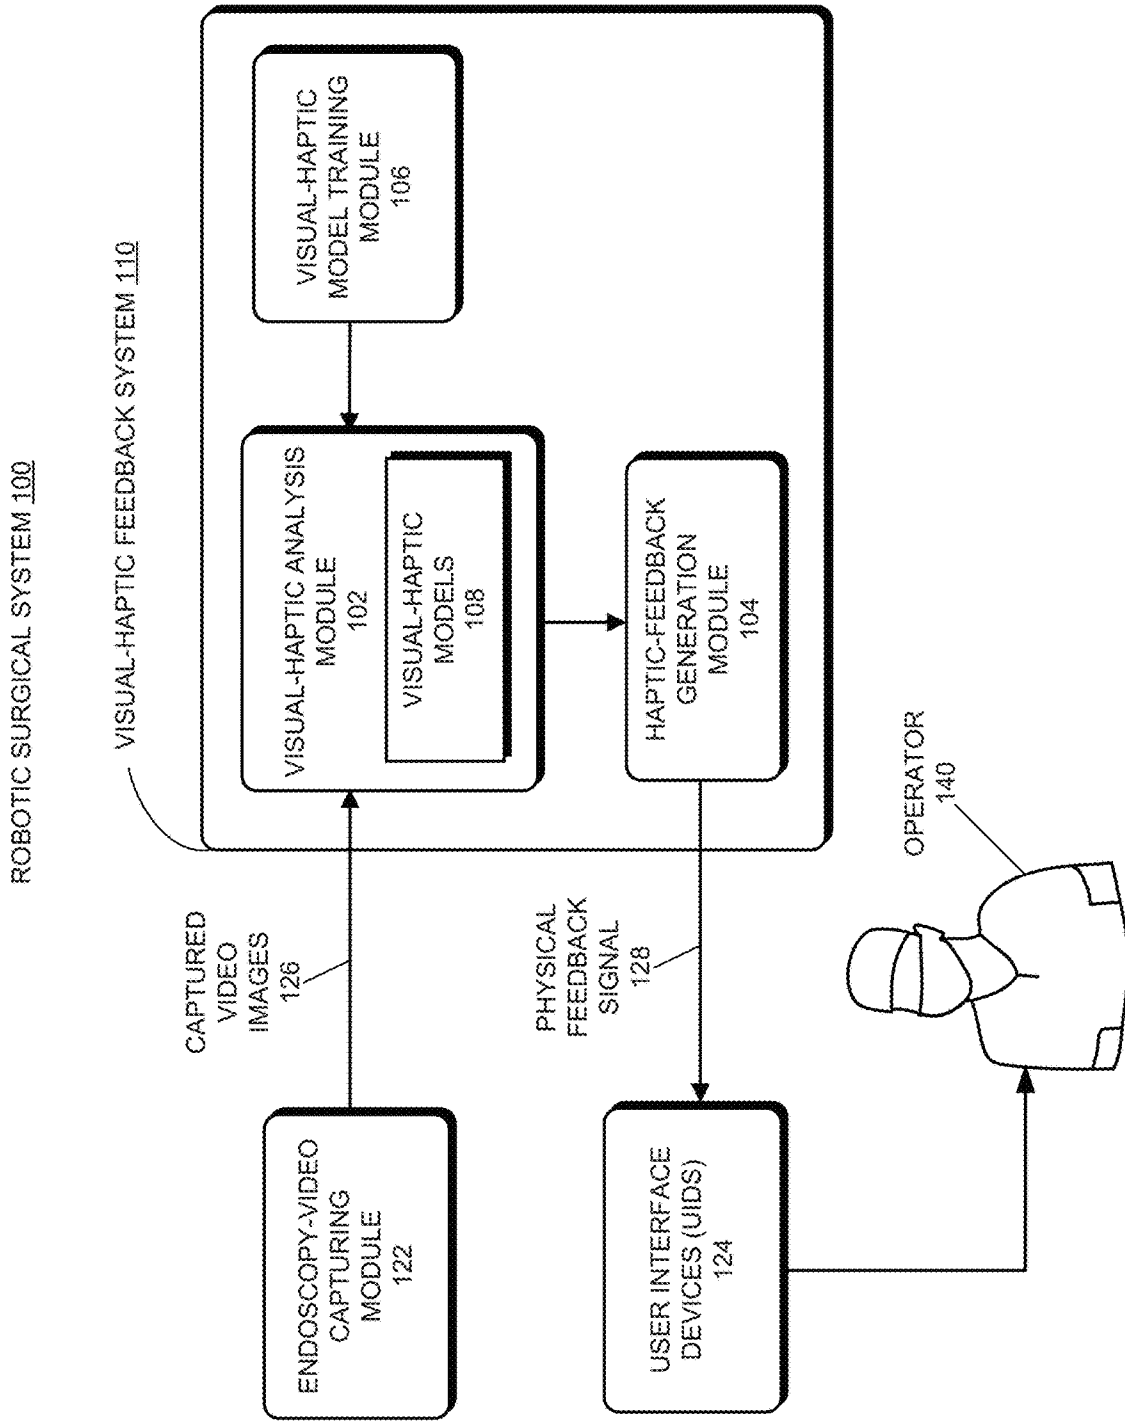 ROBOTIC SURGICAL SYSTEM 100
VISUAL-HAPTIC FEEDBACK SYSTEM 110
ENDOSCOPY-VIDEO
CAPTURING
MODULE
122
CAPTURED
VIDEO
IMAGES
126
VISUAL-HAPTIC ANALYSIS
MODULE
102
VISUAL-HAPTIC
MODELS
108
VISUAL-HAPTIC
MODEL TRAINING
MODULE
106
USER INTERFACE
DEVICES (UIDS)
124
PHYSICAL
FEEDBACK
SIGNAL
128
HAPTIC-FEEDBACK
GENERATION
MODULE
104
OPERATOR
140